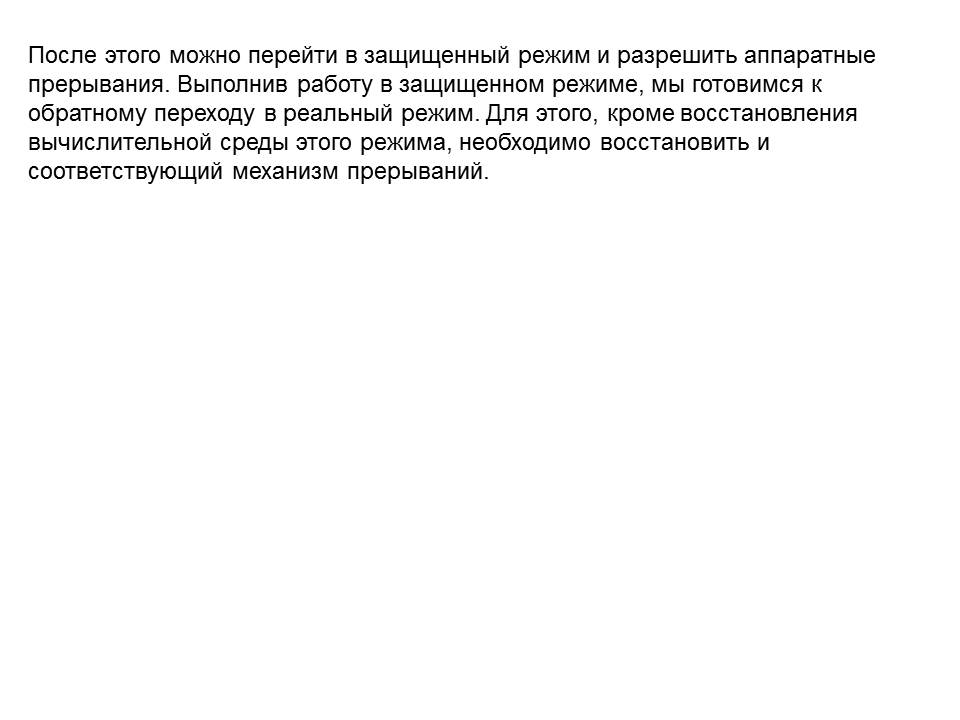 После этого можно перейти в защищенный режим и разрешить аппаратные
прерывания. Выполнив работу в защищенном режиме, мы готовимся к
обратному переходу в реальный режим. Для этого, кроме восстановления
вычислительной среды этого режима, необходимо восстановить и
соответствующий механизм прерываний.